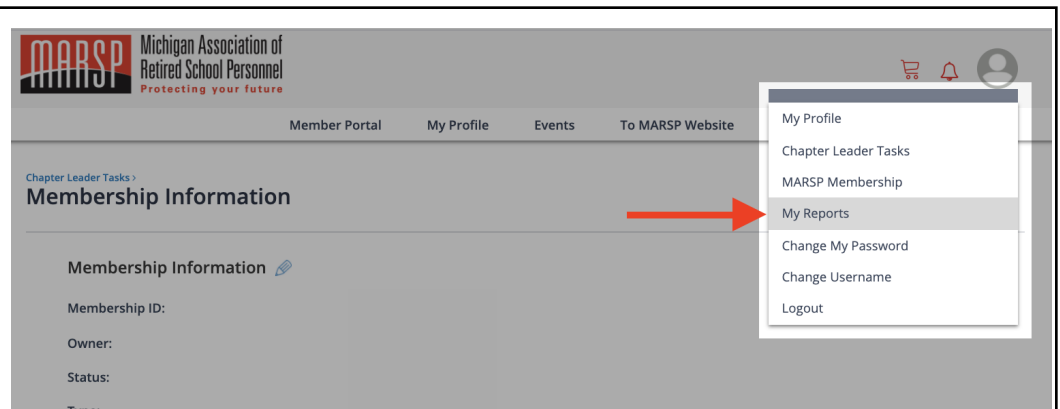 MARSP
Michigan Association of
Retired School Personnel
Protecting your future
Member Portal My Profile Events To MARSP Website
Chapter Leader Tasks ›
Membership Information
My Profile
Chapter Leader Tasks
MARSP Membership
My Reports
Change My Password
Change Username
Logout
Membership Information
Membership ID:
Owner:
Status: